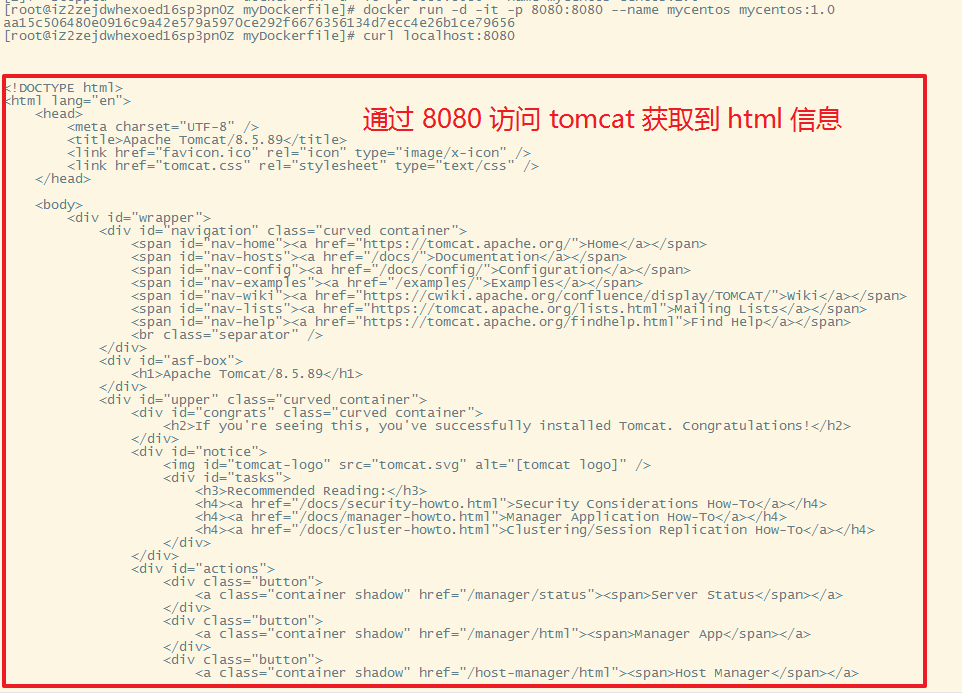 [root@iZ2zejdwhexoed16sp3pn0Z myDockerfile]# docker run -d -it -p 8080:8080 --name mycentos mycentos:1.0
aa15c506480e0916c9a42e579a5970ce292f6676356134d7ecc4e26b1ce79656
[root@iZ2zejdwhexoed16sp3pn0Z myDockerfile]# curl localhost:8080
<!DOCTYPE html>
<html lang="en">
    <head>
通过 8080 访问 tomcat 获取到 html 信息
        <meta charset="UTF-8" />
        <title>Apache Tomcat/8.5.89</title>
        <link href="favicon.ico" rel="icon" type="image/x-icon" />
        <link href="tomcat.css" rel="stylesheet" type="text/css" />
    </head>
    <body>
        <div id="wrapper">
            <div id="navigation" class="curved container">
                <span id="nav-home"><a href="https://tomcat.apache.org/">Home</a></span>
                <span id="nav-hosts"><a href="/docs/">Documentation</a></span>
                <span id="nav-config"><a href="/docs/config/">Configuration</a></span>
                <span id="nav-examples"><a href="/examples/">Examples</a></span>
                <span id="nav-wiki"><a href="https://cwiki.apache.org/confluence/display/TOMCAT/">Wiki</a></span>
                <span id="nav-lists"><a href="https://tomcat.apache.org/lists.html">Mailing Lists</a></span>
                <span id="nav-help"><a href="https://tomcat.apache.org/findhelp.html">Find Help</a></span>
                <br class="separator" />
            </div>
            <div id="asf-box">
                <h1>Apache Tomcat/8.5.89</h1>
            </div>
            <div id="upper" class="curved container">
                <div id="congrats" class="curved container">
                    <h2>If you're seeing this, you've successfully installed Tomcat. Congratulations!</h2>
                </div>
                <div id="notice">
                    <img id="tomcat-logo" src="tomcat.svg" alt="[tomcat logo]" />
                    <div id="tasks">
                        <h3>Recommended Reading:</h3>
                        <h4><a href="/docs/security-howto.html">Security Considerations How-To</a></h4>
                        <h4><a href="/docs/manager-howto.html">Manager Application How-To</a></h4>
                        <h4><a href="/docs/cluster-howto.html">Clustering/Session Replication How-To</a></h4>
                    </div>
                </div>
                <div id="actions">
                    <div class="button">
                        <a class="container shadow" href="/manager/status"><span>Server Status</span></a>
                    </div>
                    <div class="button">
                        <a class="container shadow" href="/manager/html"><span>Manager App</span></a>
                    </div>
                    <div class="button">
                        <a class="container shadow" href="/host-manager/html"><span>Host Manager</span></a>